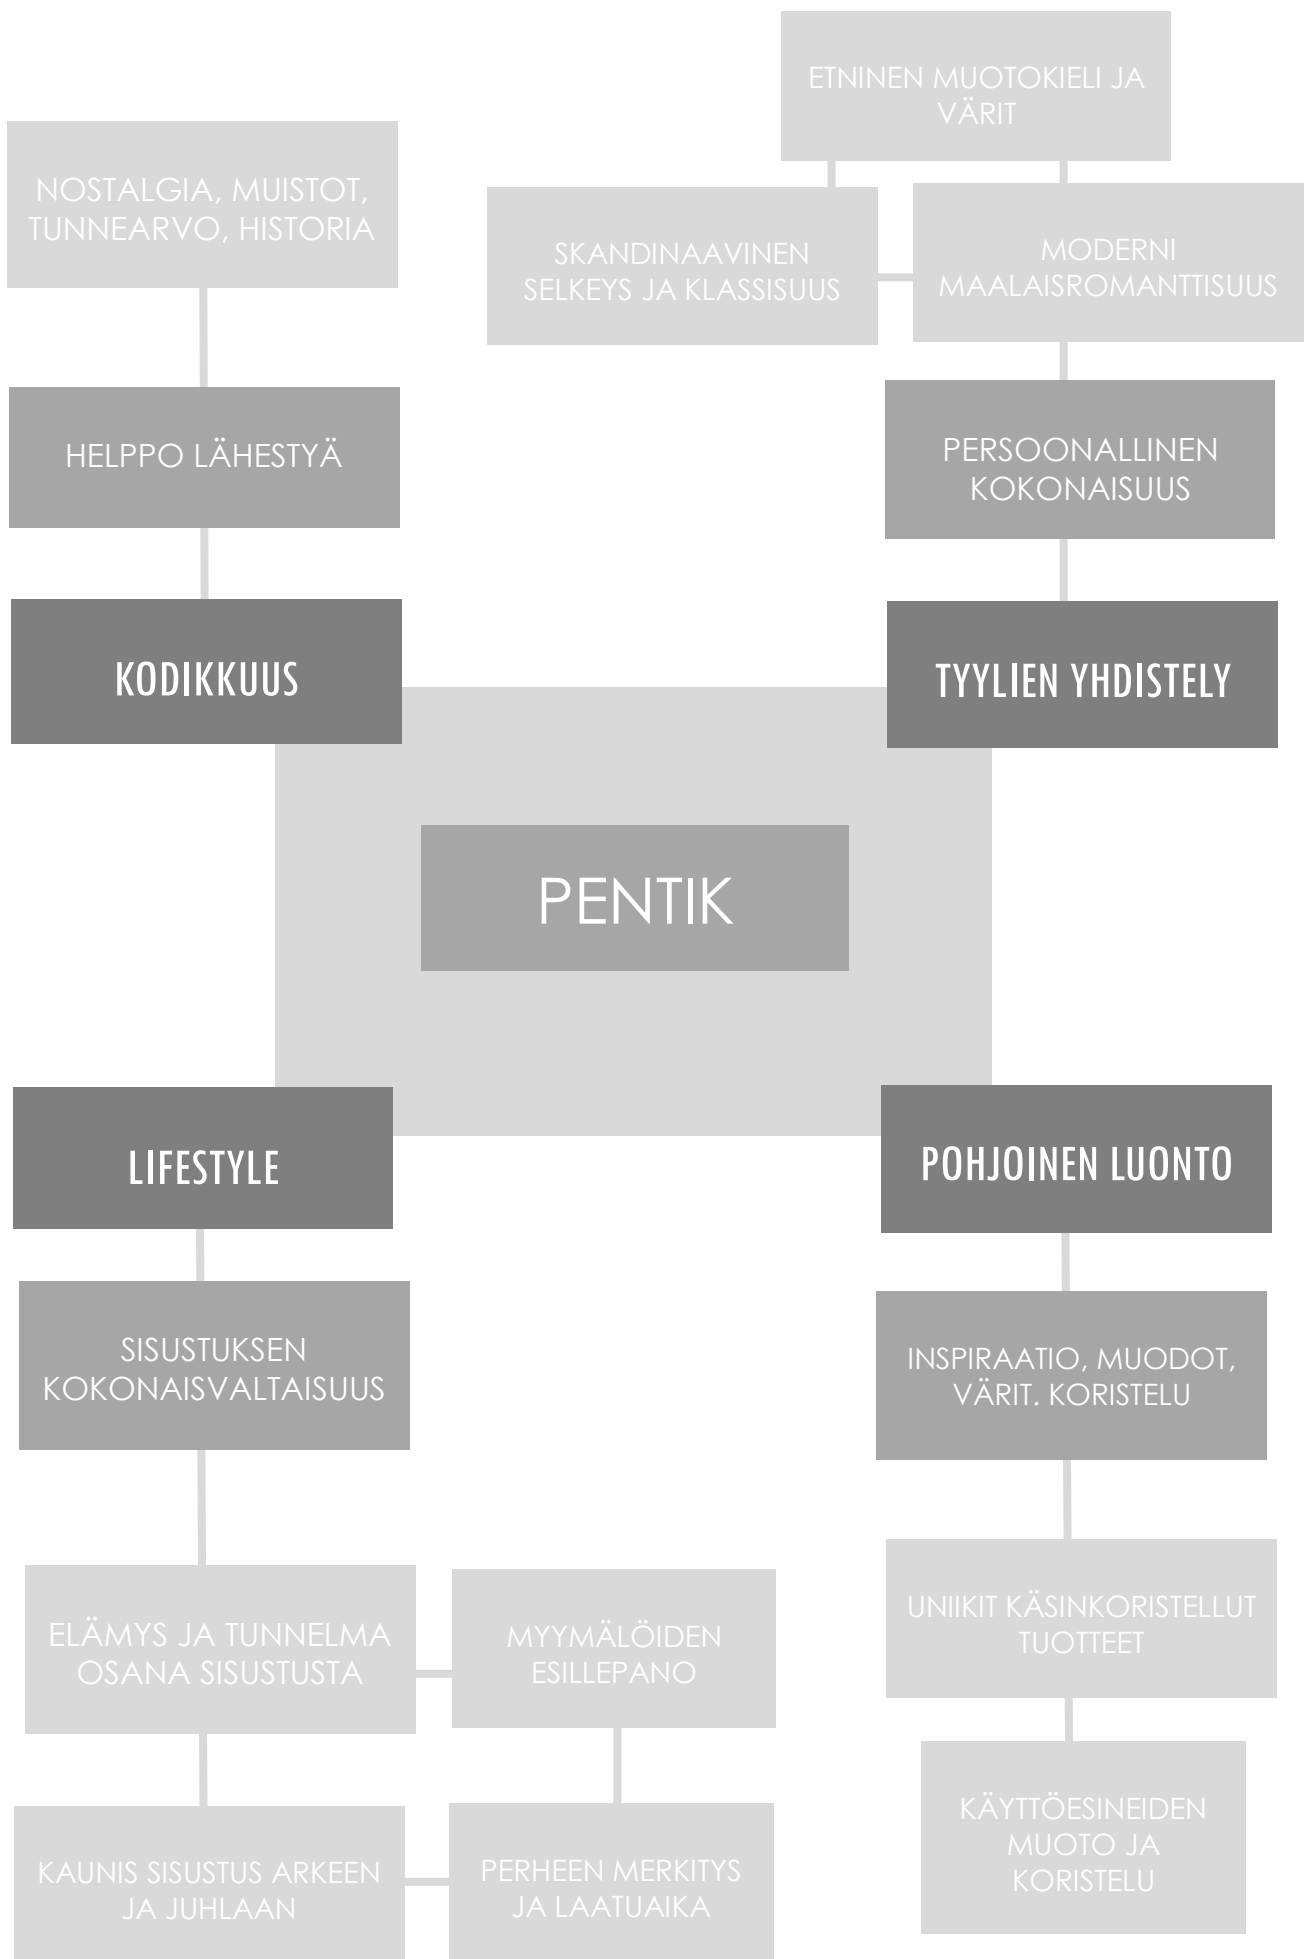 ETNINEN MUOTOKIELI JA
VÄRIT
NOSTALGIA, MUISTOT,
TUNNEARVO, HISTORIA
SKANDINAAVINEN
SELKEYS JA KLASSISUUS
MODERNI
MAALAISROMANTTISUUS
HELPPO LÄHESTYÄ
PERSOONALLINEN
KOKONAISUUS
KODIKKUUS
TYYLIEN YHDISTELY
PENTIK
LIFESTYLE
POHJOINEN LUONTO
SISUSTUKSEN
KOKONAISVALTAISUUS
INSPIRAATIO, MUODOT,
VÄRIT. KORISTELU
ELÄMYS JA TUNNELMA
OSANA SISUSTUSTA
MYYMÄLÖIDEN
ESILLEPANO
UNIIKIT KÄSINKORISTELLUT
TUOTTEET
KAUNIS SISUSTUS ARKEEN
JA JUHLAAN
PERHEEN MERKITYS
JA LAATUAIKA
KÄYTTÖESINEIDEN
MUOTO JA
KORISTELU